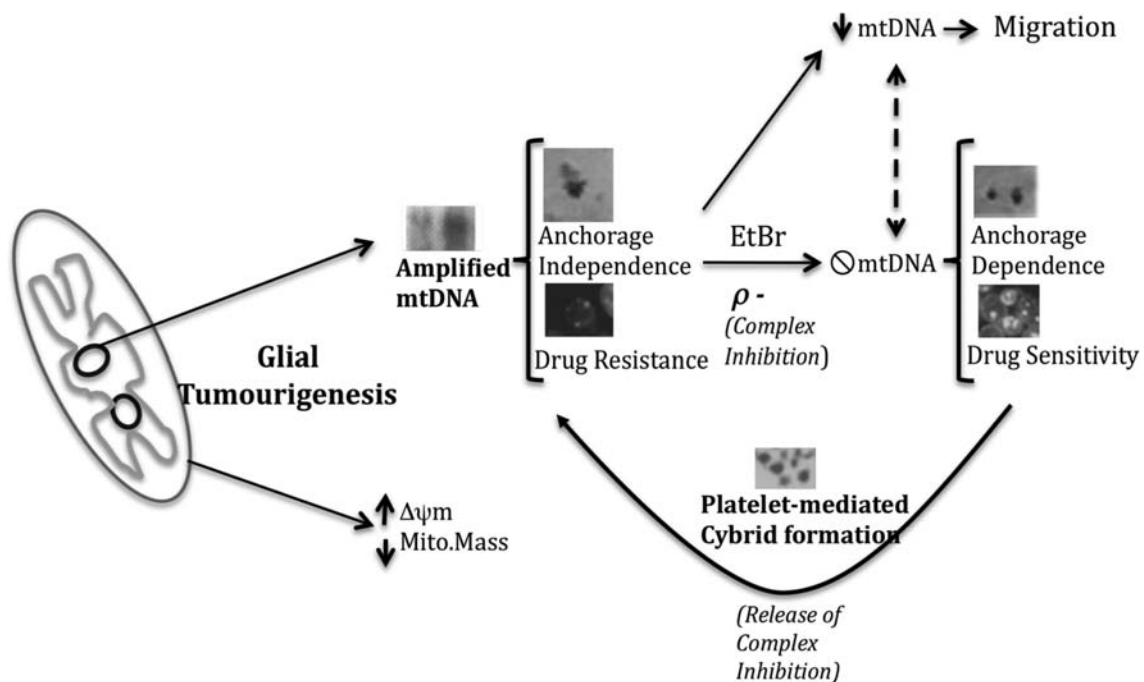 mtDNA
Migration
Anchorage
Independence
Amplified
mtDNA
Drug Resistance
EtBr
ρ -
(Complex
Inhibition)
mtDNA
Anchorage
Dependence
Drug Sensitivity
Glial
Tumourigenesis
Δψm
Mito.Mass
Platelet-mediated
Cybrid formation
(Release of
Complex
Inhibition)